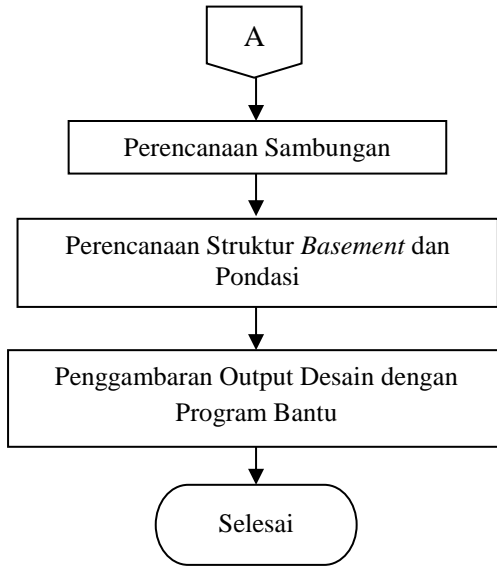 A
Perencanaan Sambungan
Perencanaan Struktur Basement dan
Pondasi
Penggambaran Output Desain dengan
Program Bantu
Selesai